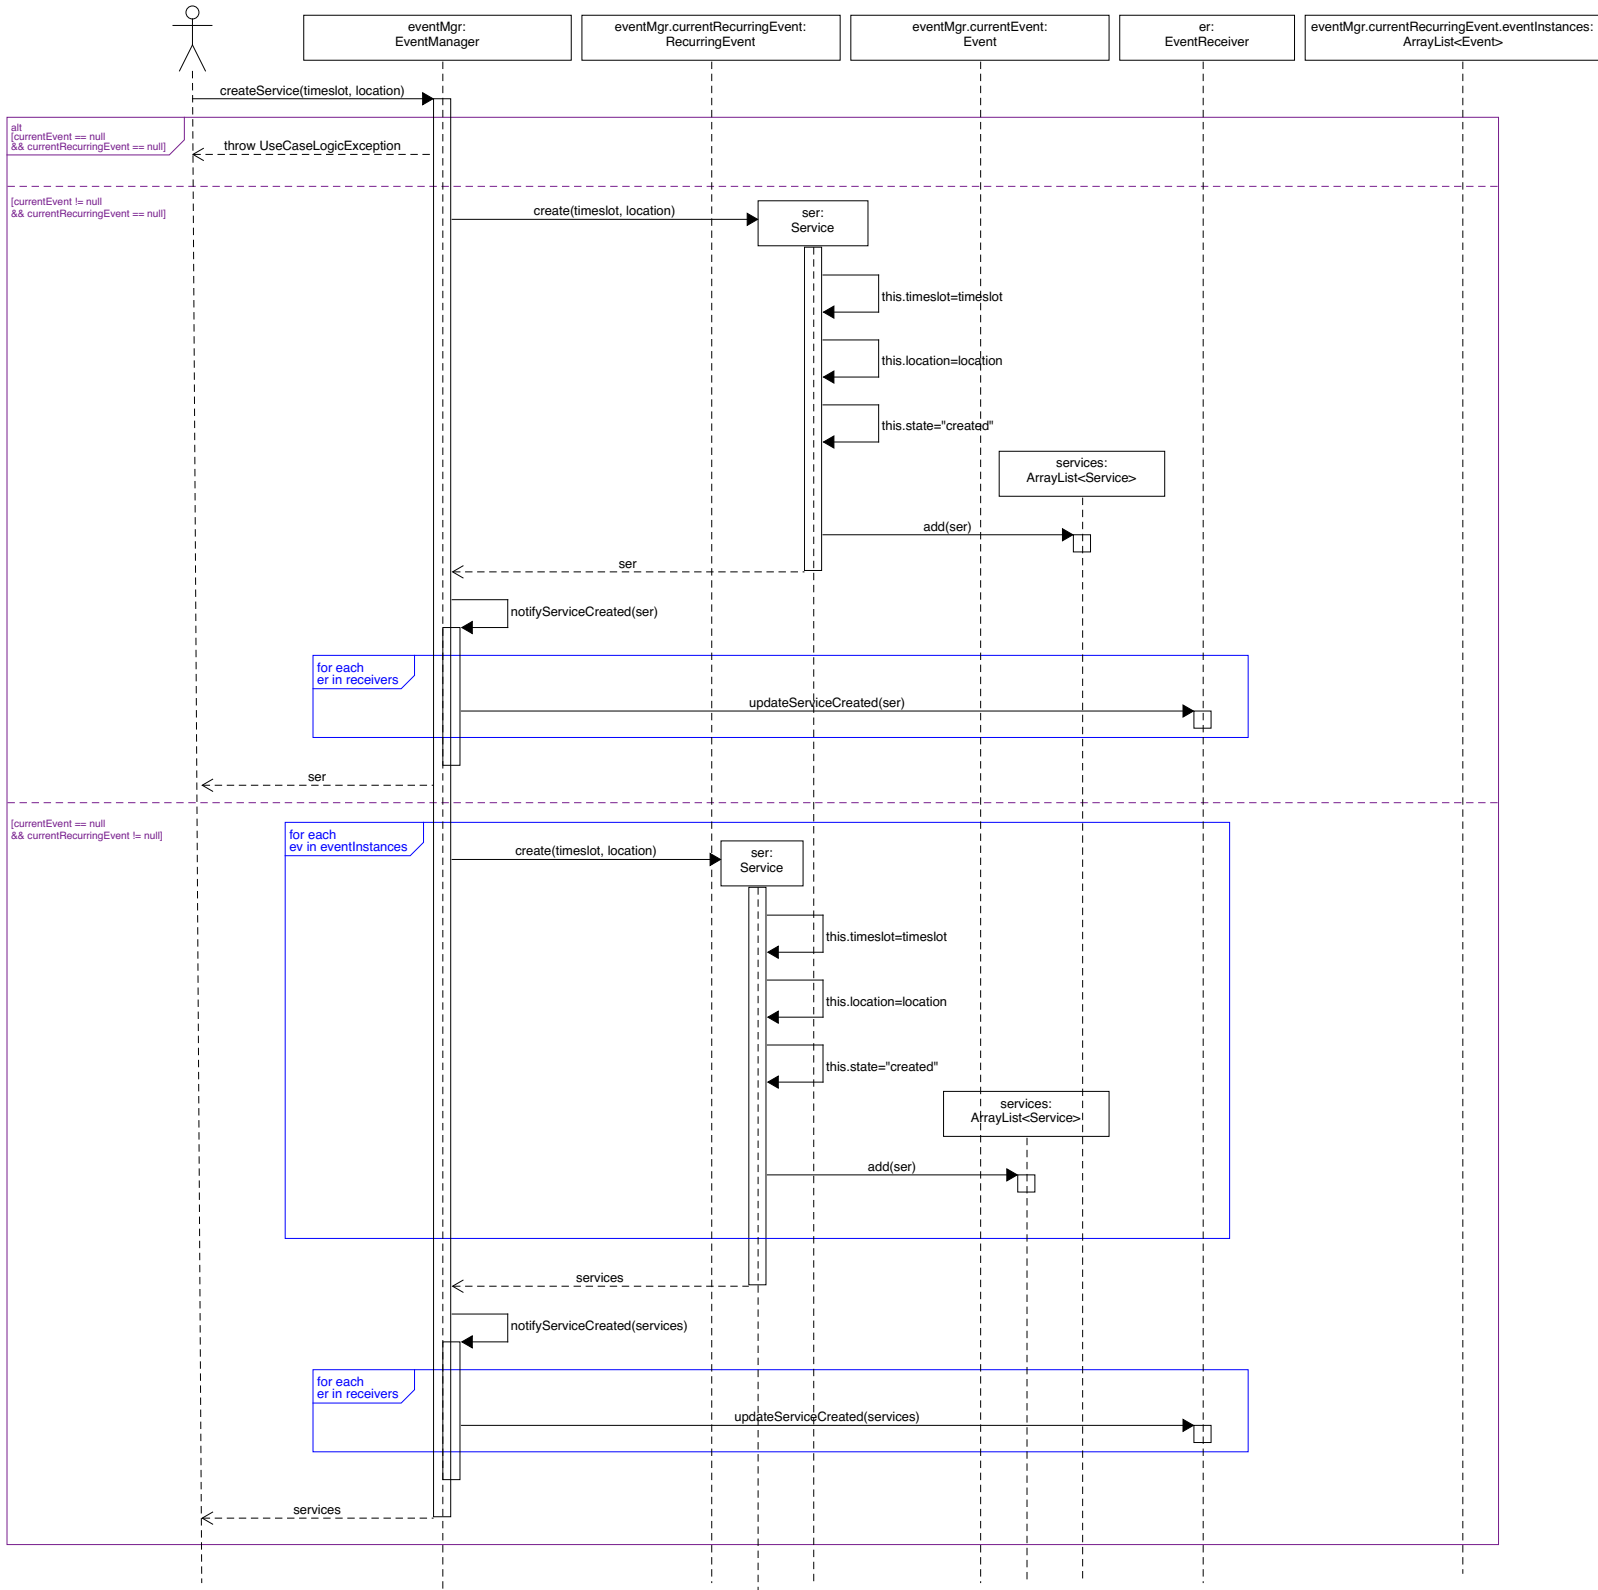 eventMgr:
EventManager
eventMgr.currentRecurringEvent:
RecurringEvent
eventMgr.currentEvent:
Event
er:
EventReceiver
eventMgr.currentRecurringEvent.eventInstances:
ArrayList<Event>
createService(timeslot, location)
alt
[currentEvent == null
&& currentRecurringEvent == null]
throw UseCaseLogicException
[currentEvent != null
&& currentRecurringEvent == null]
create(timeslot, location)
ser:
Service
this.timeslot=timeslot
this.location=location
this.state="created"
services:
ArrayList<Service>
add(ser)
ser
notifyServiceCreated(ser)
for each
er in receivers
updateServiceCreated(ser)
ser
[currentEvent == null
&& currentRecurringEvent != null]
for each
ev in eventInstances
create(timeslot, location)
ser:
Service
this.timeslot=timeslot
this.location=location
this.state="created"
services:
ArrayList<Service>
add(ser)
services
notifyServiceCreated(services)
for each
er in receivers
updateServiceCreated(services)
services